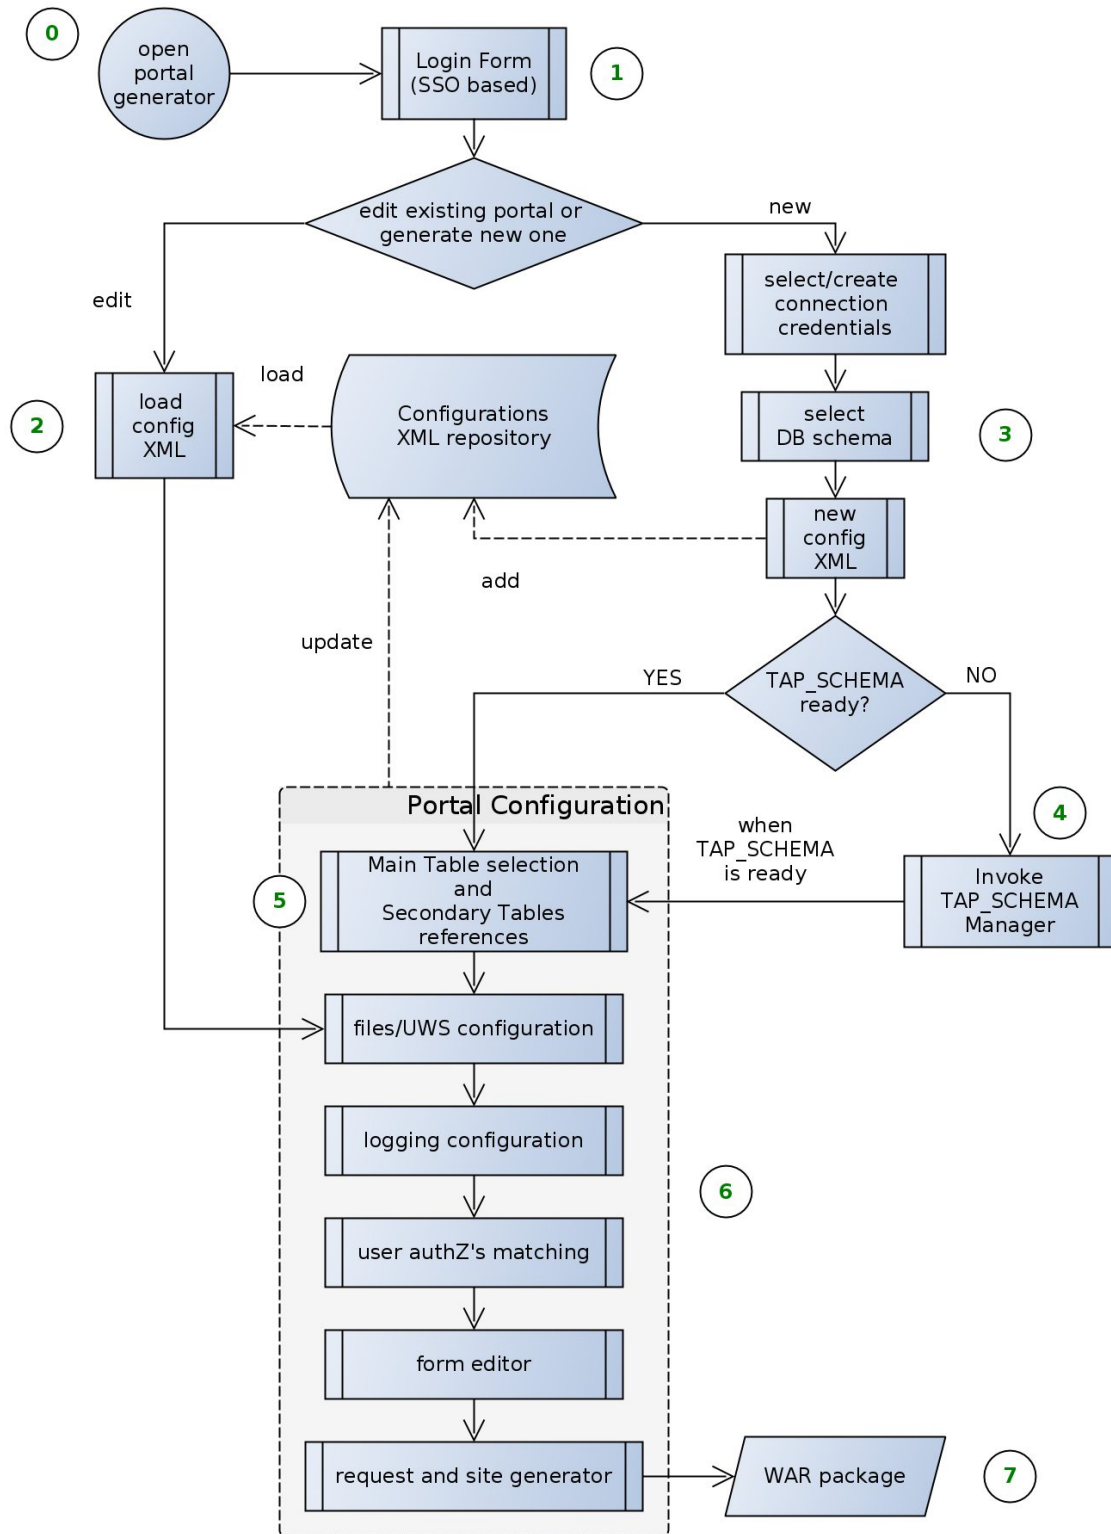 0
open
portal
generator
Login Form
(SSO based)
1
edit existing portal or
generate new one
new
edit
select/create
connection
credentials
load
config
XML
2
load
Configurations
XML repository
select
DB schema
3
new
config
XML
add
update
TAP_SCHEMA
ready?
YES
NO
4
when
TAP_SCHEMA
is ready
Invoke
TAP_SCHEMA
Manager
Portal Configuration
5
Main Table selection
and
Secondary Tables
references
files/UWS configuration
logging configuration
6
user authZ's matching
form editor
request and site generator
WAR package
7